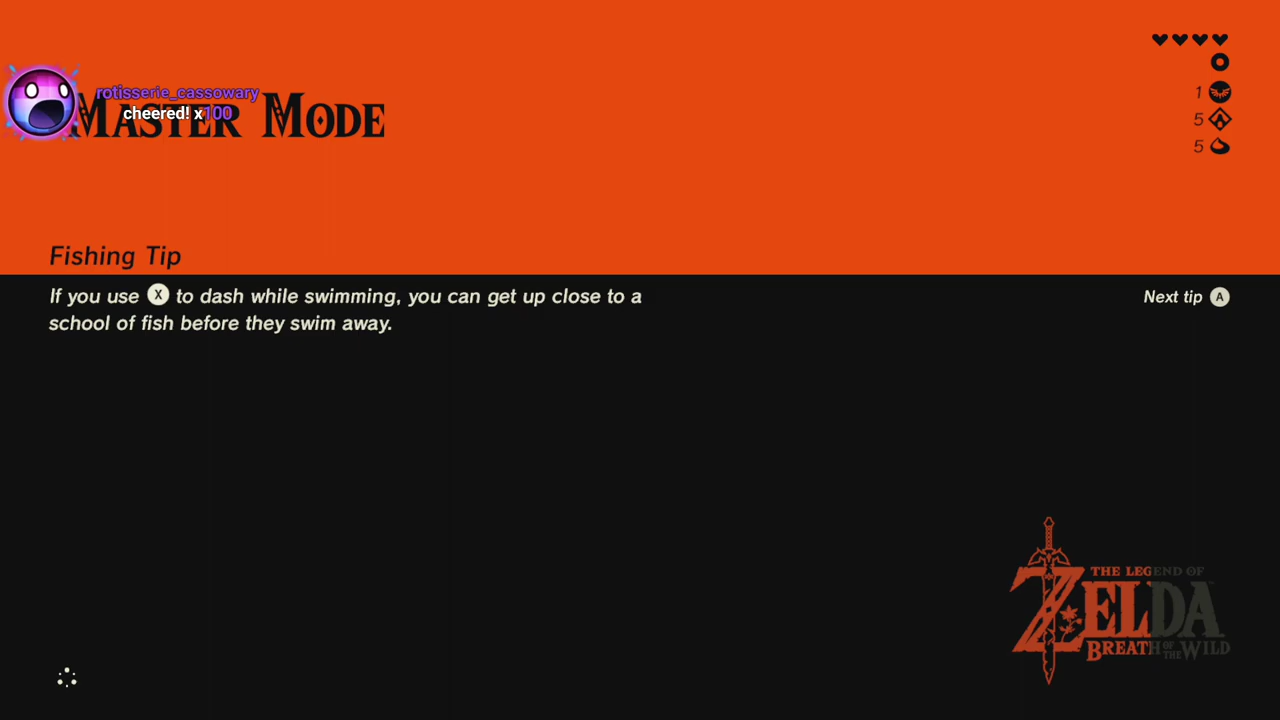 rotisserie_cassowary
cheered! x100
MASTER MODE
1
5
5
Fishing Tip
If you use X to dash while swimming, you can get up close to a
school of fish before they swim away.
Next tip A
THE LEGEND OF
ZELDA
BREATH OF THE WILD